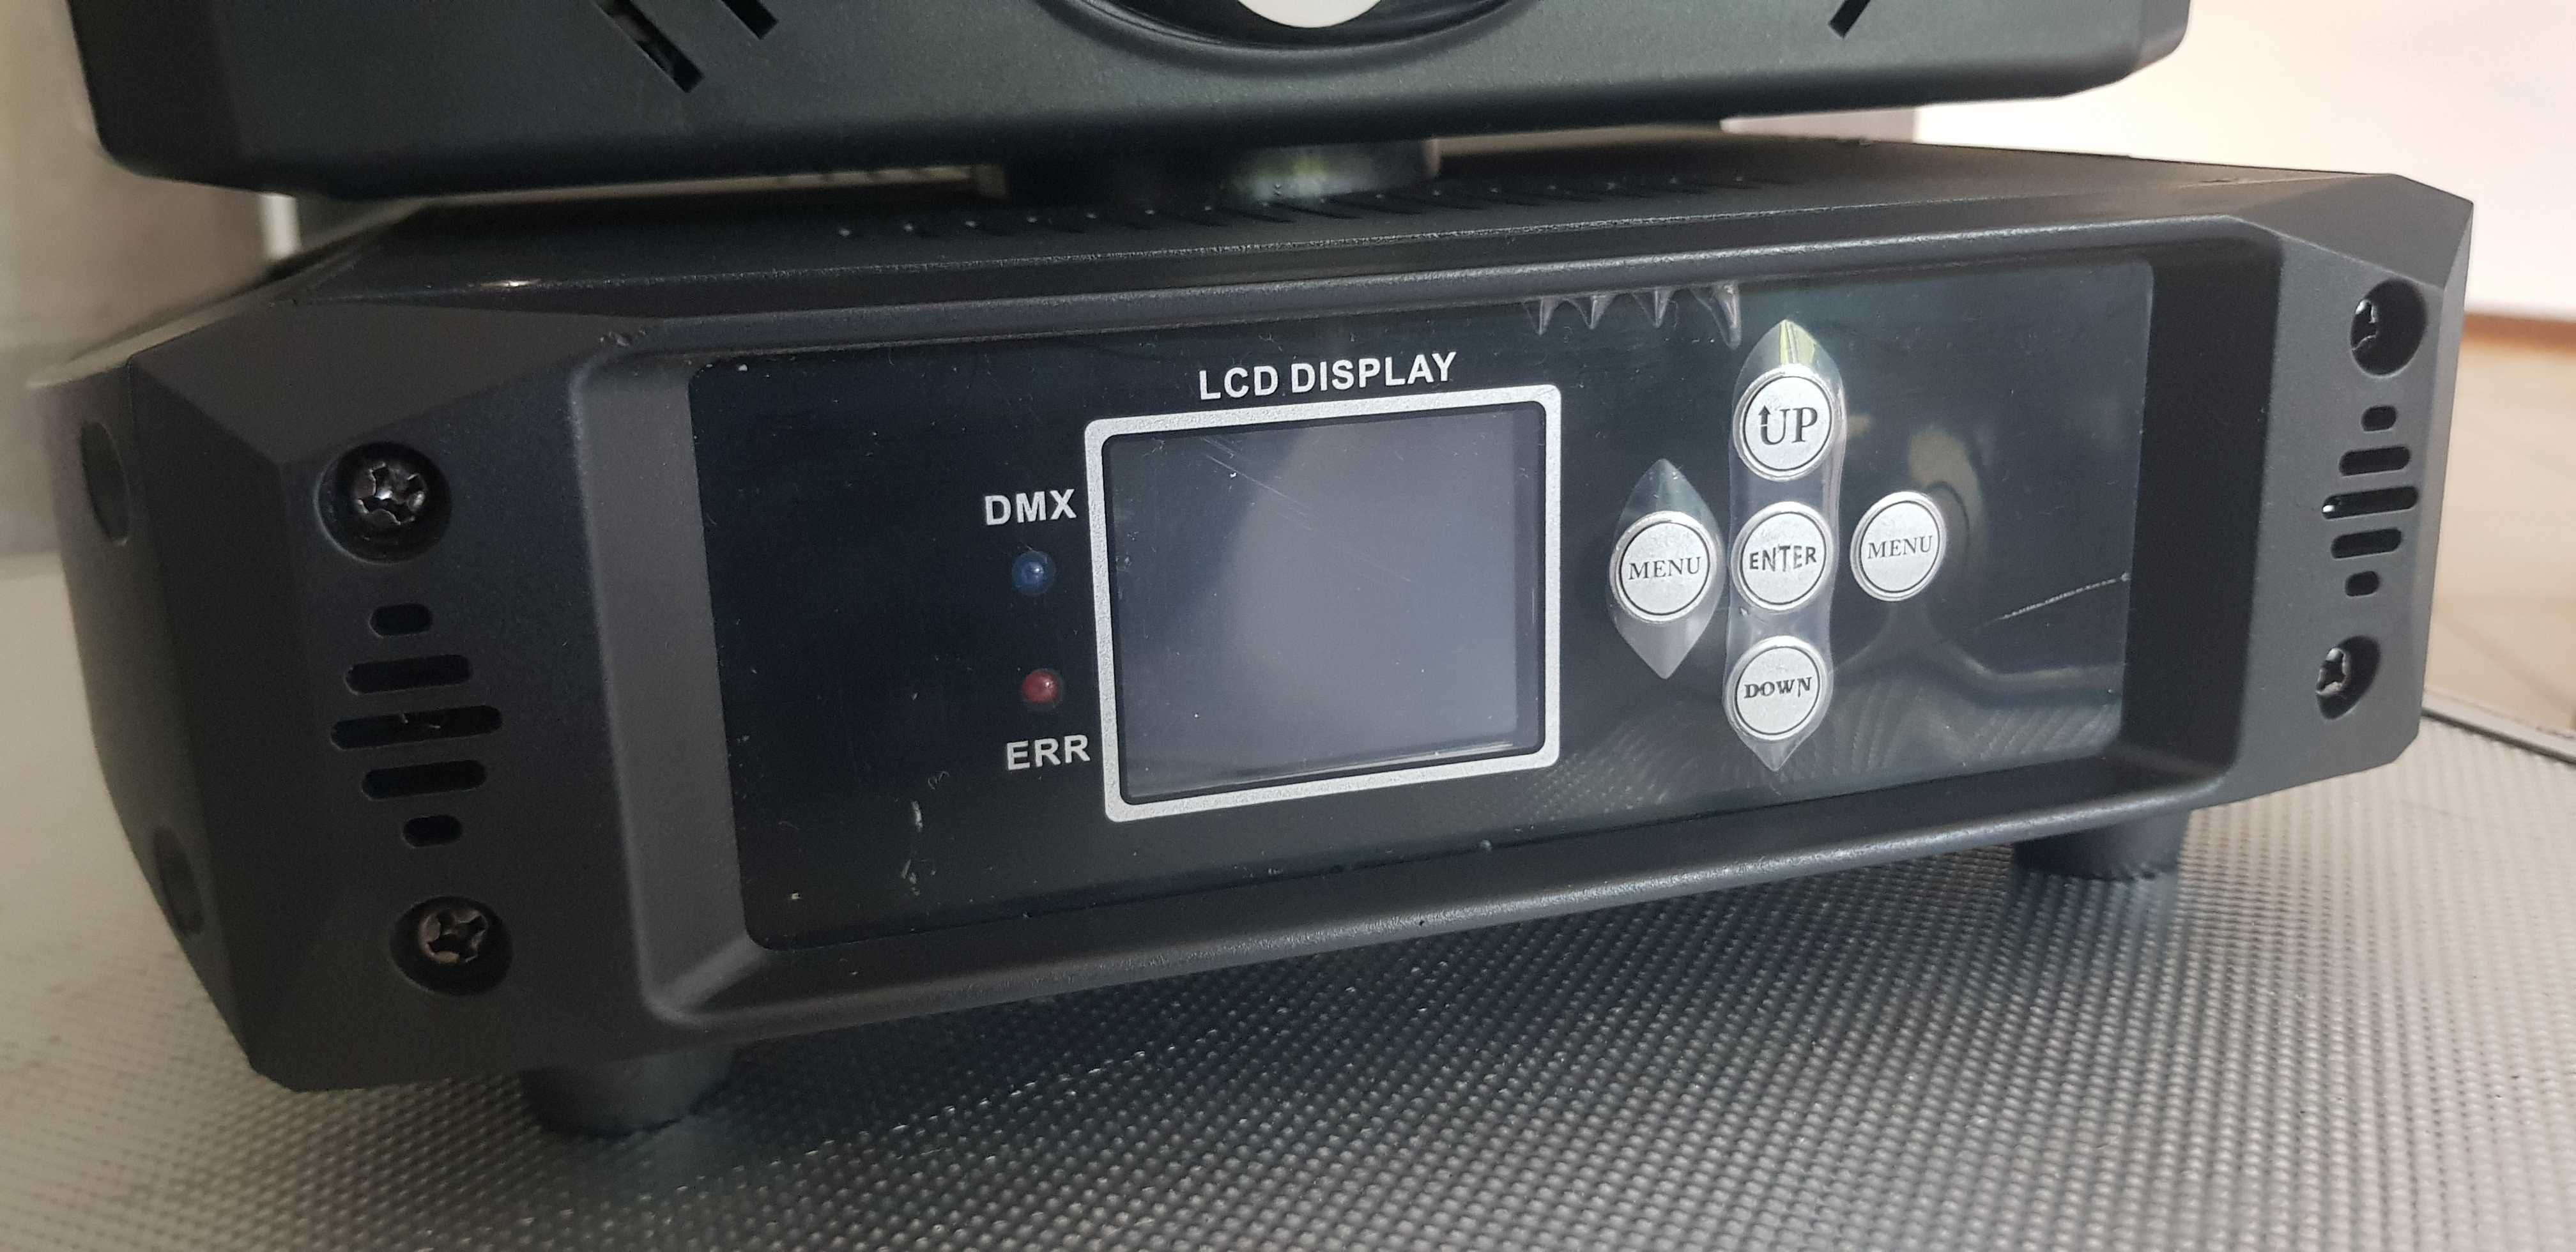 LCD DISPLAY
DMX
ERR
UP
MENU
ENTER
MENU
DOWN